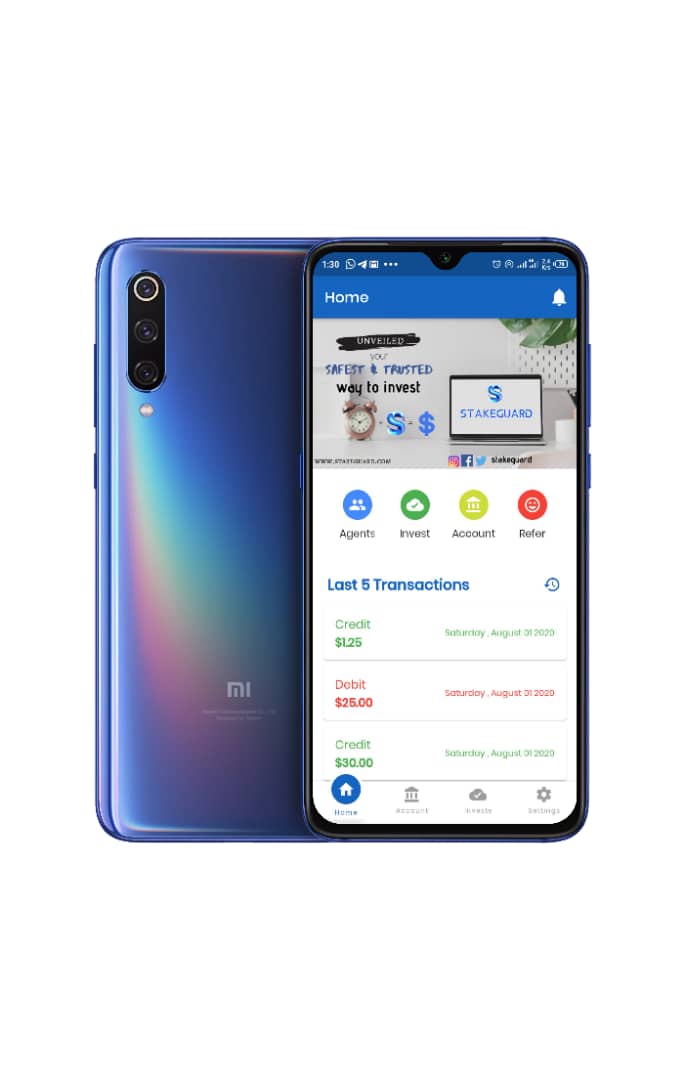 1:30
Home
UNVEILED
your
SAFEST & TRUSTED
way to invest
STAKEGUARD
stakeguard
Agents
Invest
Account
Refer
Last 5 Transactions
Credit
$1.25
Saturday , August 01 2020
Debit
$25.00
Saturday , August 01 2020
Credit
$30.00
Saturday , August 01 2020
Home
Account
Invests
Settings
mi